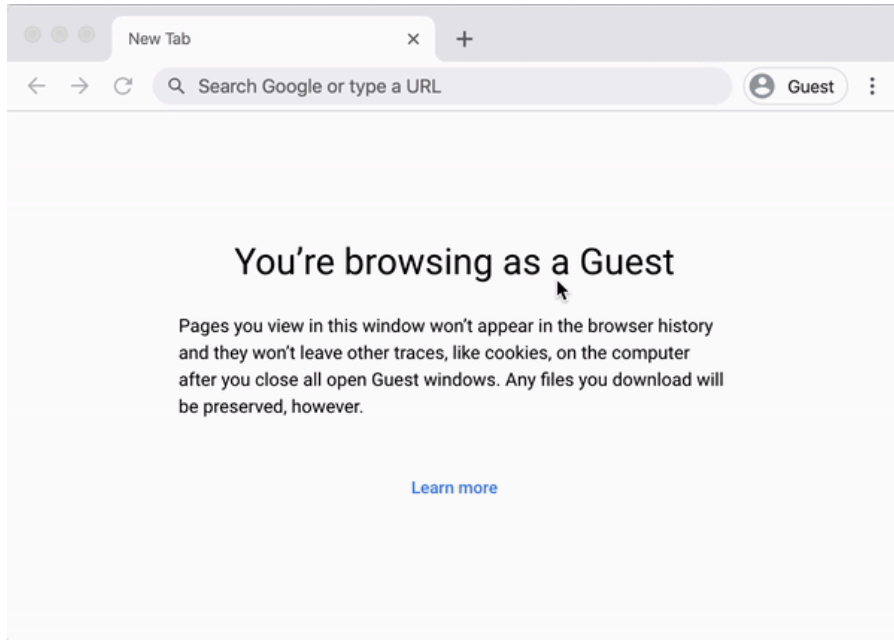 New Tab
Search Google or type a URL
Guest
You’re browsing as a Guest
Pages you view in this window won’t appear in the browser history
and they won’t leave other traces, like cookies, on the computer
after you close all open Guest windows. Any files you download will
be preserved, however.
Learn more